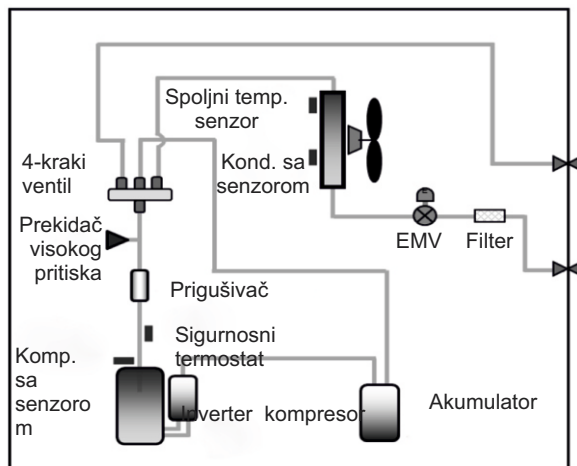 Spoljni temp.
senzor
4-kraki
ventil
Kond. sa
senzorom
Prekidač
visokog
pritiska
EMV
Filter
Prigušivač
Sigurnosni
termostat
Komp.
sa
senzoro
m
Inverter kompresor
Akumulator